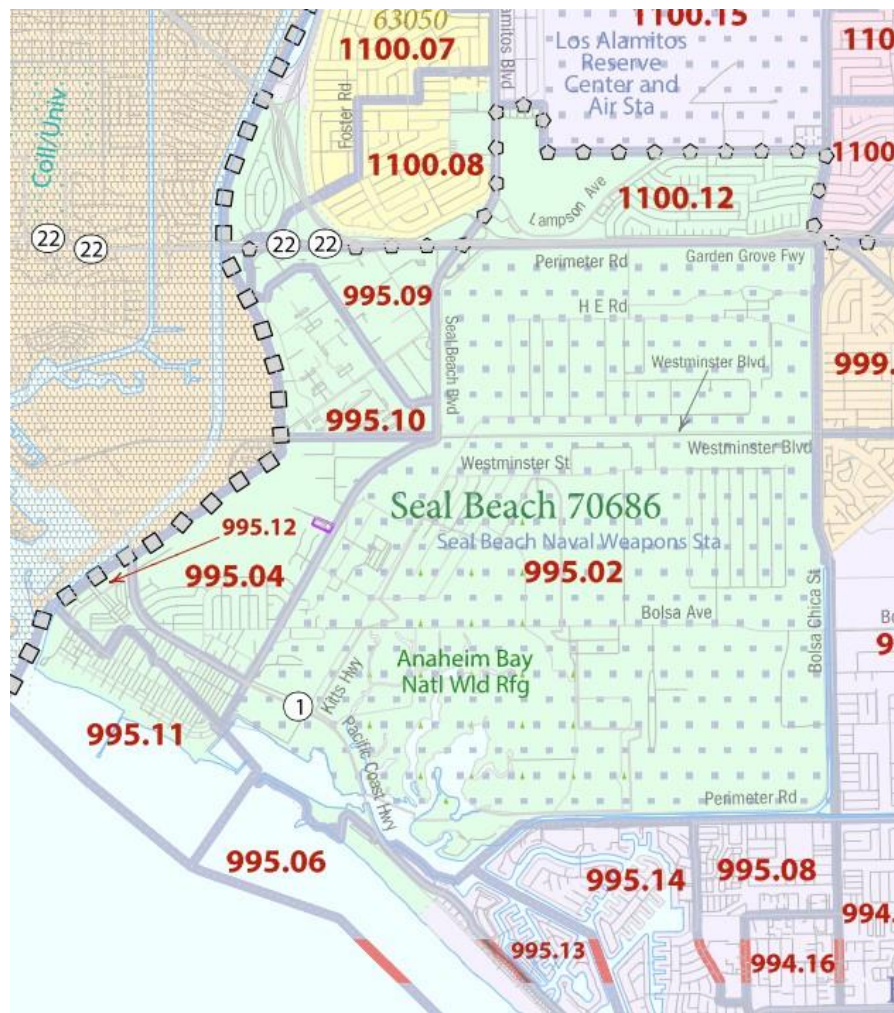 63050
1100.07
amitos Blvd
1100.15
Los Alamitos
Reserve
Center and
Air Sta
110
Coll/Univ
Foster Rd
1100.08
1100
Lampson Ave
1100.12
22
22
22
22
Perimeter Rd
Garden Grove Fwy
995.09
H E Rd
Seal Beach Blvd
Westminster Blvd
999.
995.10
Westminster Blvd
Westminster St
Seal Beach 70686
995.12
Seal Beach Naval Weapons Sta
995.04
995.02
Bolsa Ave
Bolsa Chica St
Bo
9
Anaheim Bay
Natl Wld Rfg
Kitts Hwy
1
995.11
Pacific Coast Hwy
Perimeter Rd
995.06
995.14
995.08
994.
995.13
994.16